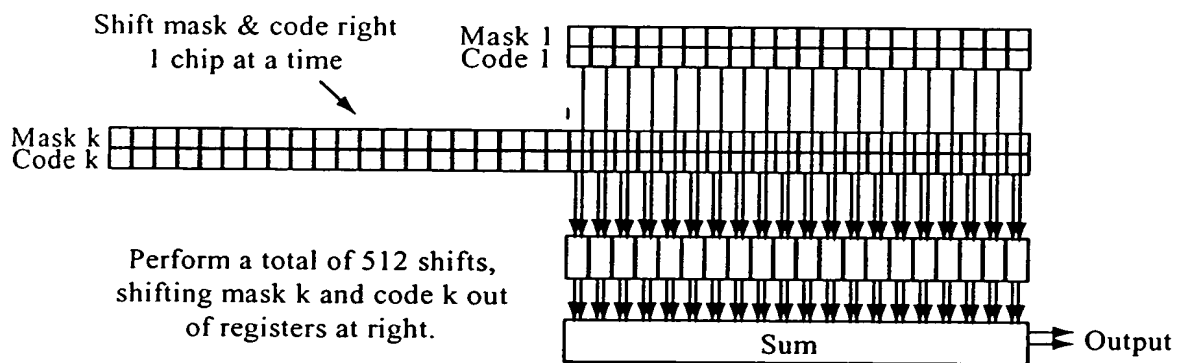 Shift mask & code right
1 chip at a time
Mask 1
Code 1
Mask k
Code k
Perform a total of 512 shifts,
shifting mask k and code k out
of registers at right.
Sum
Output